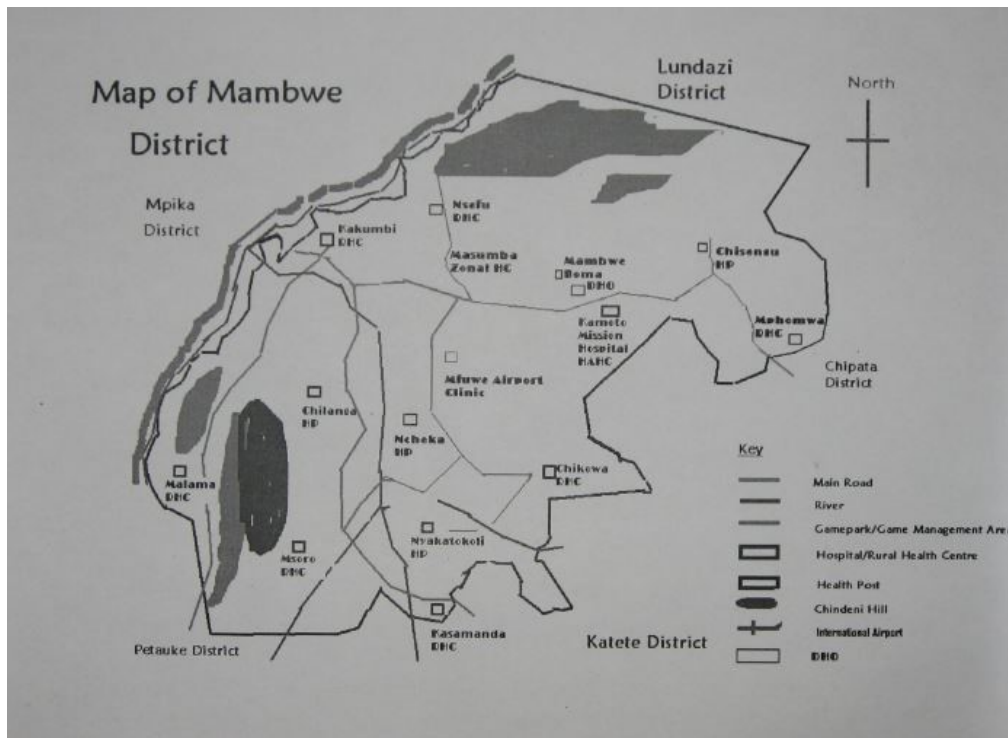 Map of Mambwe
District
Lundazi
District
North
Mpika
District
Nsefu
DHC
Kakumbi
DHC
Masumba
Zonal HC
Mambwe
Boma
DHO
Chisengu
HP
Kamoto
Mission
Hospital
HAHC
Mphomwa
DHC
Chipata
District
Mfuwe Airport
Clinic
Chilanga
HP
Ncheka
HP
Chikowa
DHC
Malama
DHC
Nyakatokoli
HP
Msoro
DHC
Kasamanda
DHC
Petauke District
Katete District
Key
Main Road
River
Gamepark/Game Management Are
Hospital/Rural Health Centre
Health Post
Chindeni Hill
International Airport
DHO